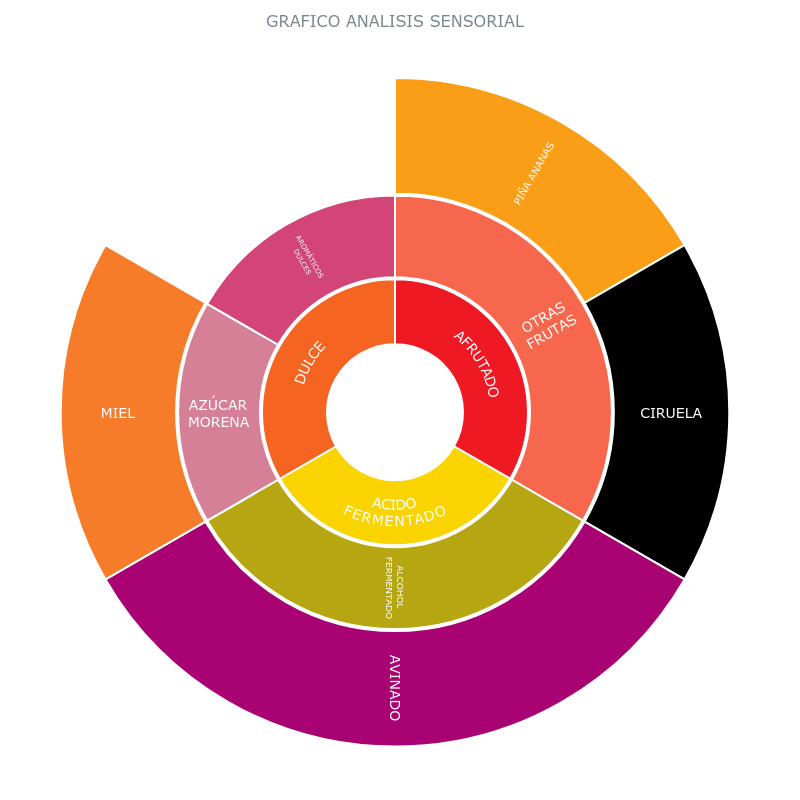 GRAFICO ANALISIS SENSORIAL
PIÑA ANANAS
AROMÁTICOS
DULCES
OTRAS
FRUTAS
DULCE
AFRUTADO
AZÚCAR
MORENA
MIEL
CIRUELA
ACIDO
FERMENTADO
ALCOHOL
FERMENTADO
AVINADO